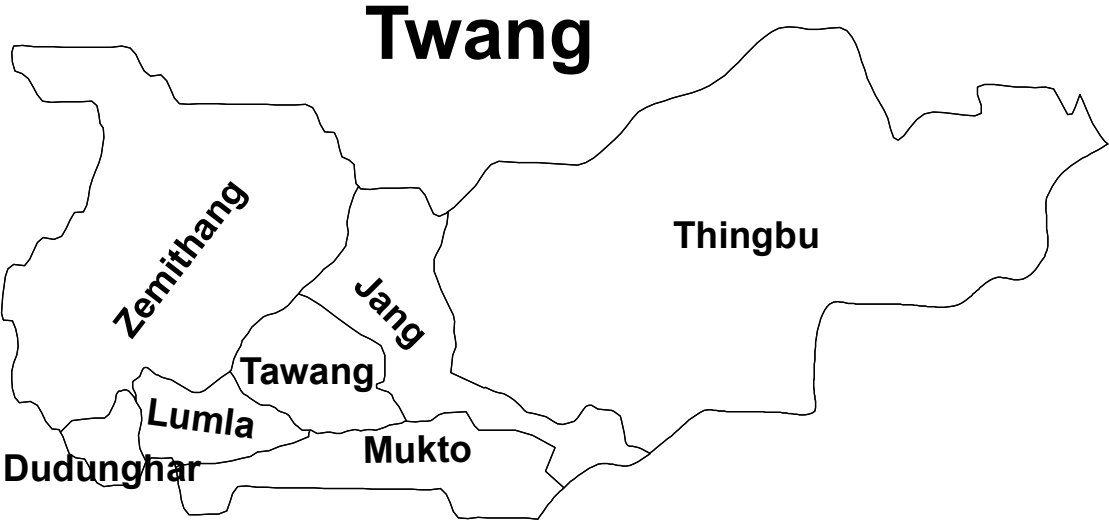 Twang
Zemithang
Thingbu
Jang
Tawang
Lumla
Mukto
Dudunghar